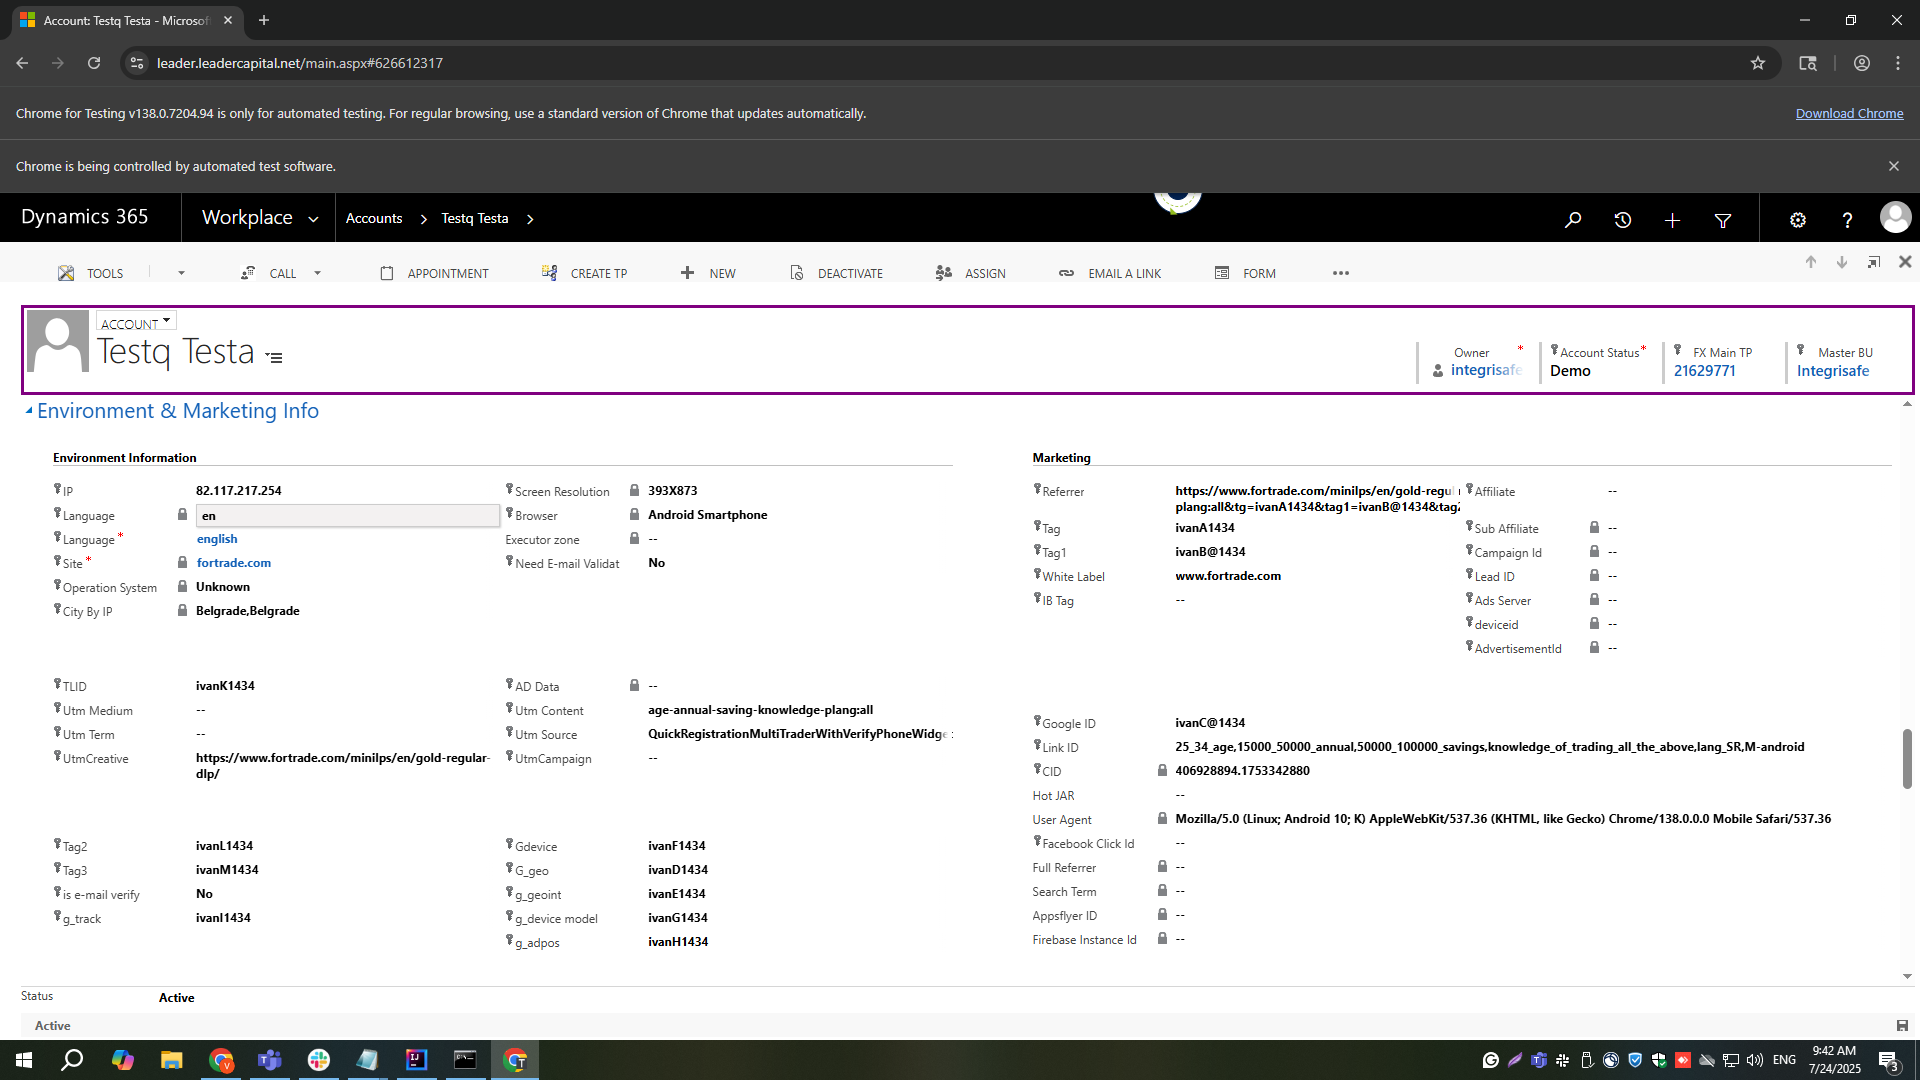 Account: Testq Testa - Microsof
leader.leadercapital.net/main.aspx#626612317
Chrome for Testing v138.0.7204.94 is only for automated testing. For regular browsing, use a standard version of Chrome that updates automatically.
Download Chrome
Chrome is being controlled by automated test software.
Dynamics 365
Workplace
Accounts
Testq Testa
TOOLS
CALL
APPOINTMENT
CREATE TP
NEW
DEACTIVATE
ASSIGN
EMAIL A LINK
FORM
ACCOUNT
Testq Testa
Owner *
integrisafe
Account Status*
Demo
FX Main TP
21629771
Master BU
Integrisafe
Environment & Marketing Info
Environment Information
IP 82.117.217.254
Language en
Language* english
Site* fortrade.com
Operation System Unknown
City By IP Belgrade,Belgrade
Screen Resolution 393X873
Browser Android Smartphone
Executor zone --
Need E-mail Validat No
TLID ivanK1434
Utm Medium --
Utm Term --
UtmCreative https://www.fortrade.com/minilps/en/gold-regular-
dlp/
AD Data --
Utm Content age-annual-saving-knowledge-plang:all
Utm Source QuickRegistrationMultiTraderWithVerifyPhoneWidge
UtmCampaign --
Tag2 ivanL1434
Tag3 ivanM1434
is e-mail verify No
g_track ivanI1434
Gdevice ivanF1434
G_geo ivanD1434
g_geoint ivanE1434
g_device model ivanG1434
g_adpos ivanH1434
Marketing
Referrer https://www.fortrade.com/minilps/en/gold-regul
plang:all&tg=ivanA1434&tag1=ivanB@1434&tag2
Tag ivanA1434
Tag1 ivanB@1434
White Label www.fortrade.com
IB Tag --
Affiliate --
Sub Affiliate --
Campaign Id --
Lead ID --
Ads Server --
deviceid --
AdvertisementId --
Google ID ivanC@1434
Link ID 25_34_age,15000_50000_annual,50000_100000_savings,knowledge_of_trading_all_the_above,lang_SR,M-android
CID 406928894.1753342880
Hot JAR --
User Agent Mozilla/5.0 (Linux; Android 10; K) AppleWebKit/537.36 (KHTML, like Gecko) Chrome/138.0.0.0 Mobile Safari/537.36
Facebook Click Id --
Full Referrer --
Search Term --
Appsflyer ID --
Firebase Instance Id --
Status Active
Active
ENG
9:42 AM
7/24/2025
3